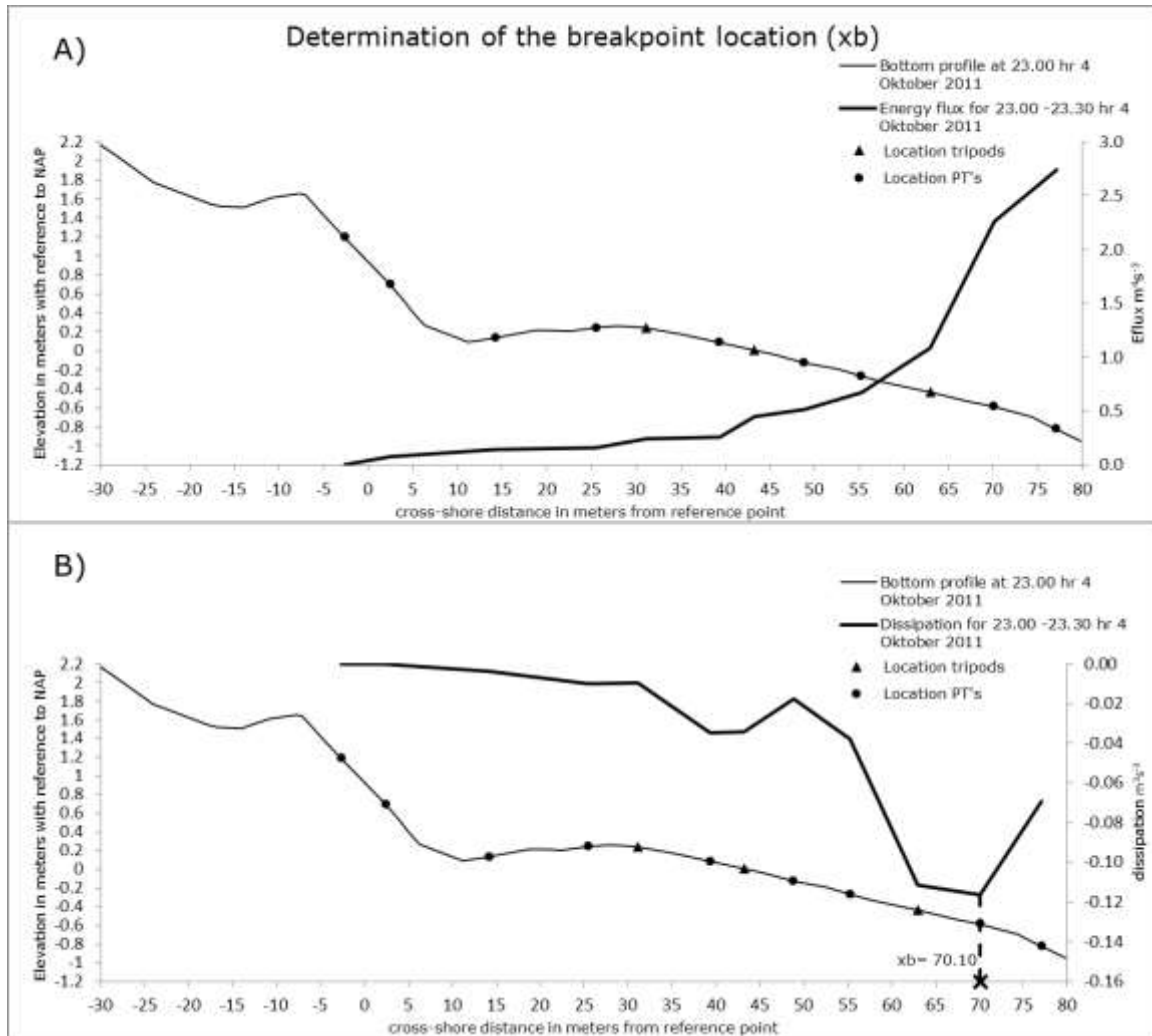 A)
Determination of the breakpoint location (xb)
Bottom profile at 23.00 hr 4
Oktober 2011
Energy flux for 23.00 -23.30 hr 4
Oktober 2011
Location tripods
Location PT's
Elevation in meters with reference to NAP
2.2
2
1.8
1.6
1.4
1.2
1
0.8
0.6
0.4
0.2
0
-0.2
-0.4
-0.6
-0.8
-1
-1.2
3.0
2.5
2.0
1.5
1.0
0.5
0.0
Eflux
-30 -25 -20 -15 -10 -5 0 5 10 15 20 25 30 35 40 45 50 55 60 65 70 75 80
cross-shore distance in meters from reference point
B)
Bottom profile at 23.00 hr 4
Oktober 2011
Dissipation for 23.00 -23.30 hr 4
Oktober 2011
Location tripods
Location PT's
Elevation in meters with reference to NAP
2.2
2
1.8
1.6
1.4
1.2
1
0.8
0.6
0.4
0.2
0
-0.2
-0.4
-0.6
-0.8
-1
-1.2
0.00
-0.02
-0.04
-0.06
-0.08
-0.10
-0.12
-0.14
-0.16
dissipation
xb= 70.10
-30 -25 -20 -15 -10 -5 0 5 10 15 20 25 30 35 40 45 50 55 60 65 70 75 80
cross-shore distance in meters from reference point